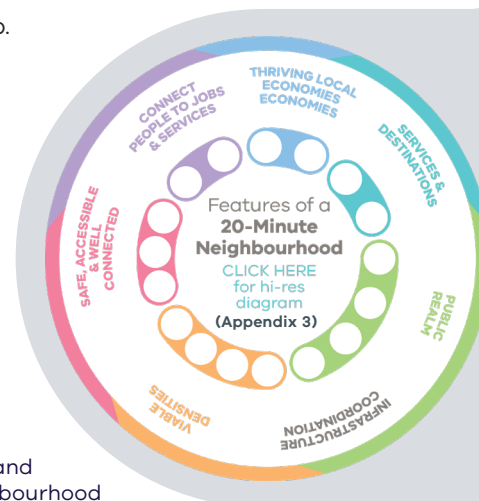 o.
THRIVING LOCAL
ECONOMIES
ECONOMIES
SERVICES &
DESTINATIONS
PUBLIC
REALM
INFRASTRUCTURE
COORDINATION
VIABLE
DENSITIES
SAFE, ACCESSIBLE
& WELL
CONNECTED
CONNECT
PEOPLE TO JOBS
& SERVICES
Features of a
20-Minute
Neighbourhood
CLICK HERE
for hi-res
diagram
(Appendix 3)
and
bourhood